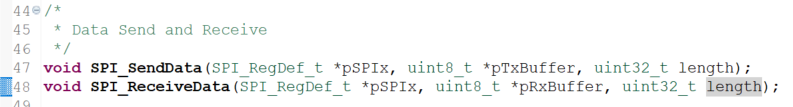 44 /*
45  * Data Send and Receive
46  */
47 void SPI_SendData(SPI_RegDef_t *pSPIx, uint8_t *pTxBuffer, uint32_t length);
48 void SPI_ReceiveData(SPI_RegDef_t *pSPIx, uint8_t *pRxBuffer, uint32_t length);
49